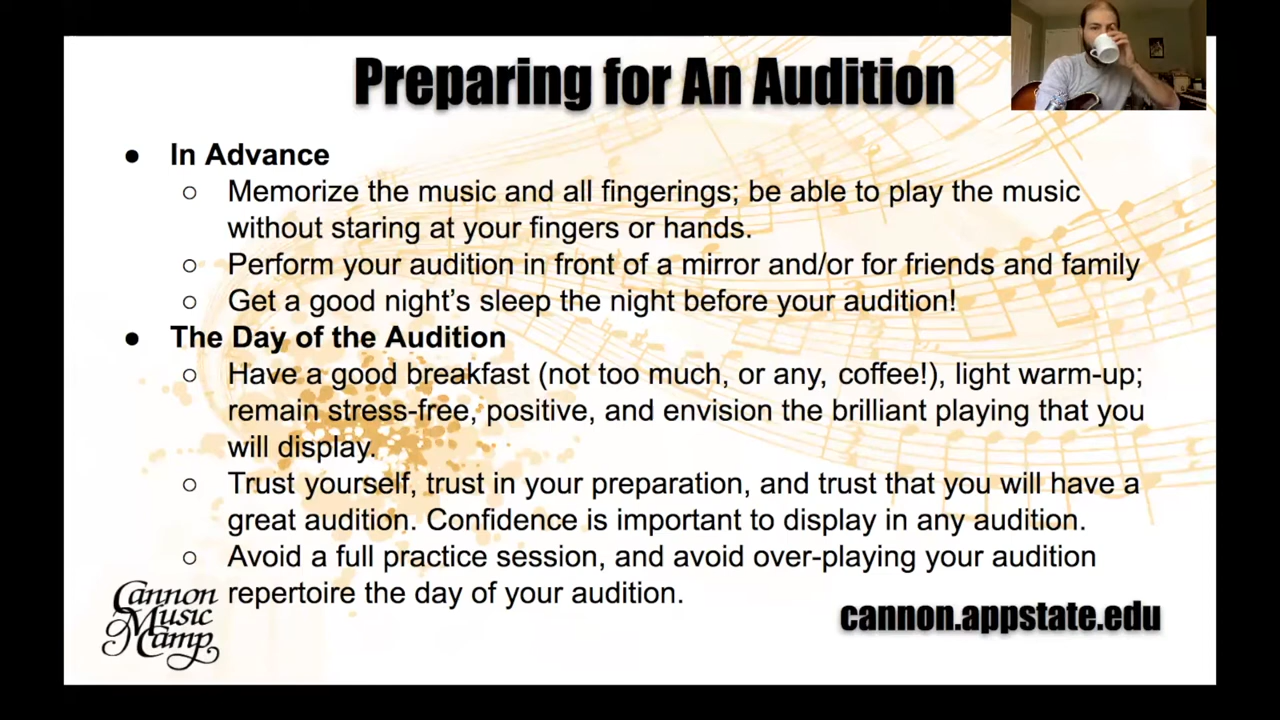 Preparing for An Audition
● In Advance
○ Memorize the music and all fingerings; be able to play the music
without staring at your fingers or hands.
○ Perform your audition in front of a mirror and/or for friends and family
○ Get a good night's sleep the night before your audition!
● The Day of the Audition
○ Have a good breakfast (not too much, or any, coffee!), light warm-up;
remain stress-free, positive, and envision the brilliant playing that you
will display.
○ Trust yourself, trust in your preparation, and trust that you will have a
great audition. Confidence is important to display in any audition.
○ Avoid a full practice session, and avoid over-playing your audition
repertoire the day of your audition.
Cannon
Music
Camp
cannon.appstate.edu